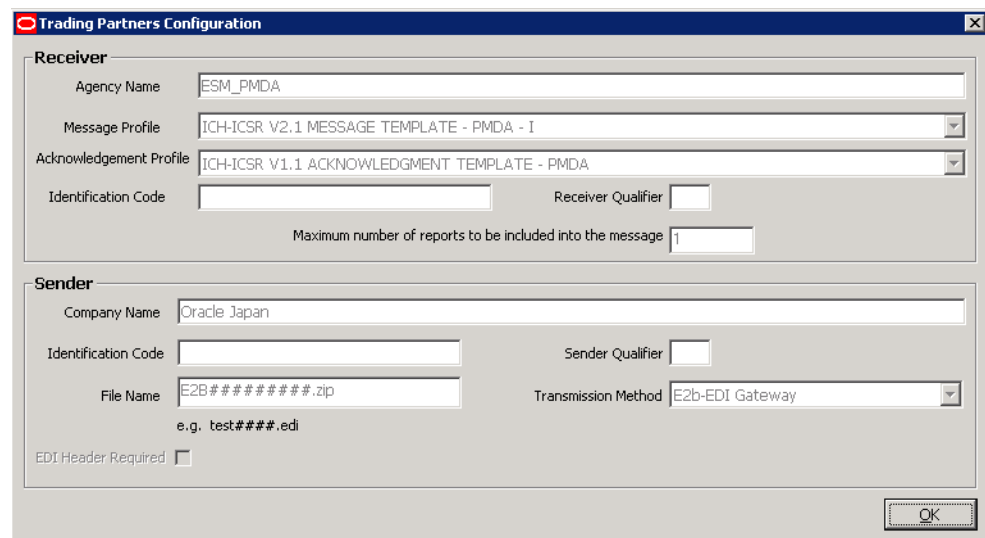 Trading Partners Configuration
Receiver
Agency Name ESM_PMDA
Message Profile ICH-ICSR V2.1 MESSAGE TEMPLATE - PMDA - I
Acknowledgement Profile ICH-ICSR V1.1 ACKNOWLEDGMENT TEMPLATE - PMDA
Identification Code Receiver Qualifier
Maximum number of reports to be included into the message 1
Sender
Company Name Oracle Japan
Identification Code Sender Qualifier
File Name E2B#########.zip Transmission Method E2b-EDI Gateway
e.g. test####.edi
EDI Header Required
OK